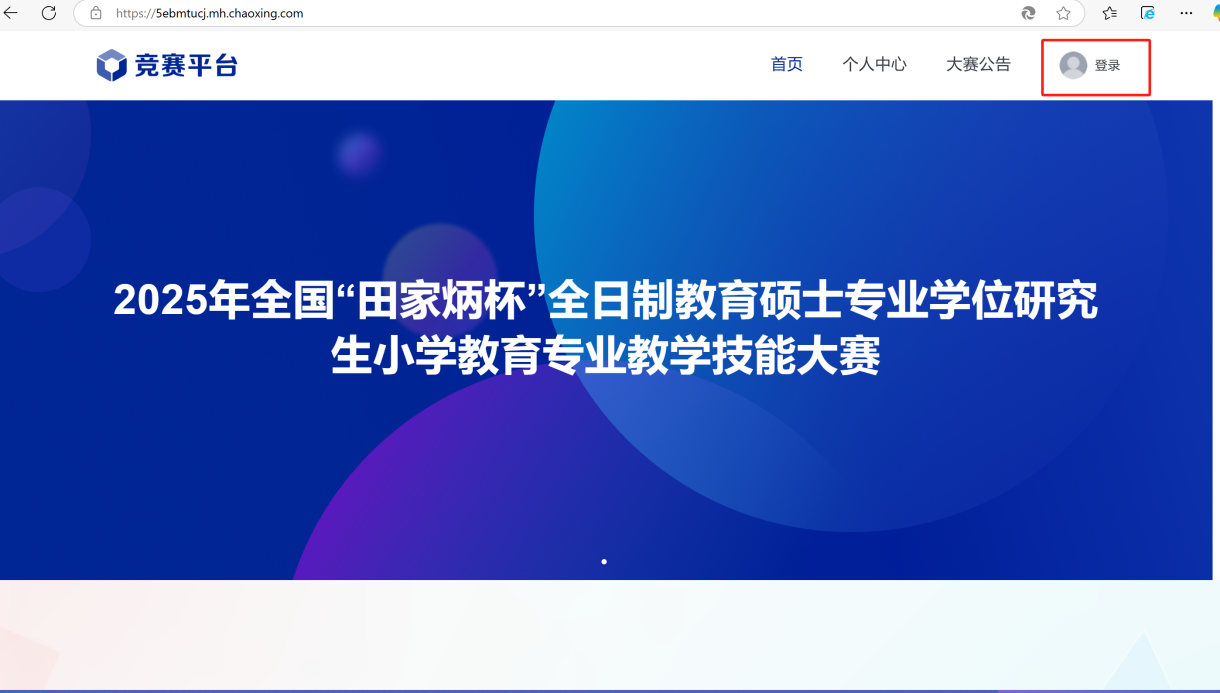 https://5ebmtucj.mh.chaoxing.com
竞赛平台
首页
个人中心
大赛公告
登录
2025年全国“田家炳杯”全日制教育硕士专业学位研究
生小学教育专业教学技能大赛